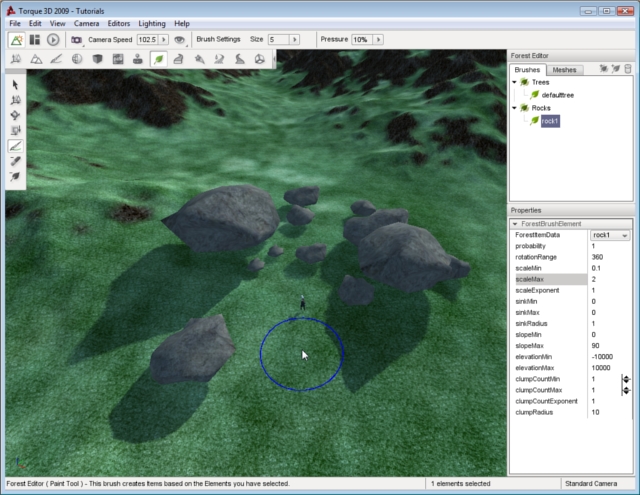 Torque 3D 2009 - Tutorials
File Edit View Camera Editors Lighting Help
Camera Speed 102.5 Brush Settings Size 5 Pressure 10%
Forest Editor
Brushes Meshes
Trees
defaulttree
Rocks
rock1
Properties
ForestBrushElement
ForestItemData rock1
probability 1
rotationRange 360
scaleMin 0.1
scaleMax 2
scaleExponent 1
sinkMin 0
sinkMax 0
sinkRadius 1
slopeMin 0
slopeMax 90
elevationMin -10000
elevationMax 10000
clumpCountMin 1
clumpCountMax 1
clumpCountExponent 1
clumpRadius 10
Forest Editor ( Paint Tool ) - This brush creates Items based on the Elements you have selected. 1 elements selected Standard Camera